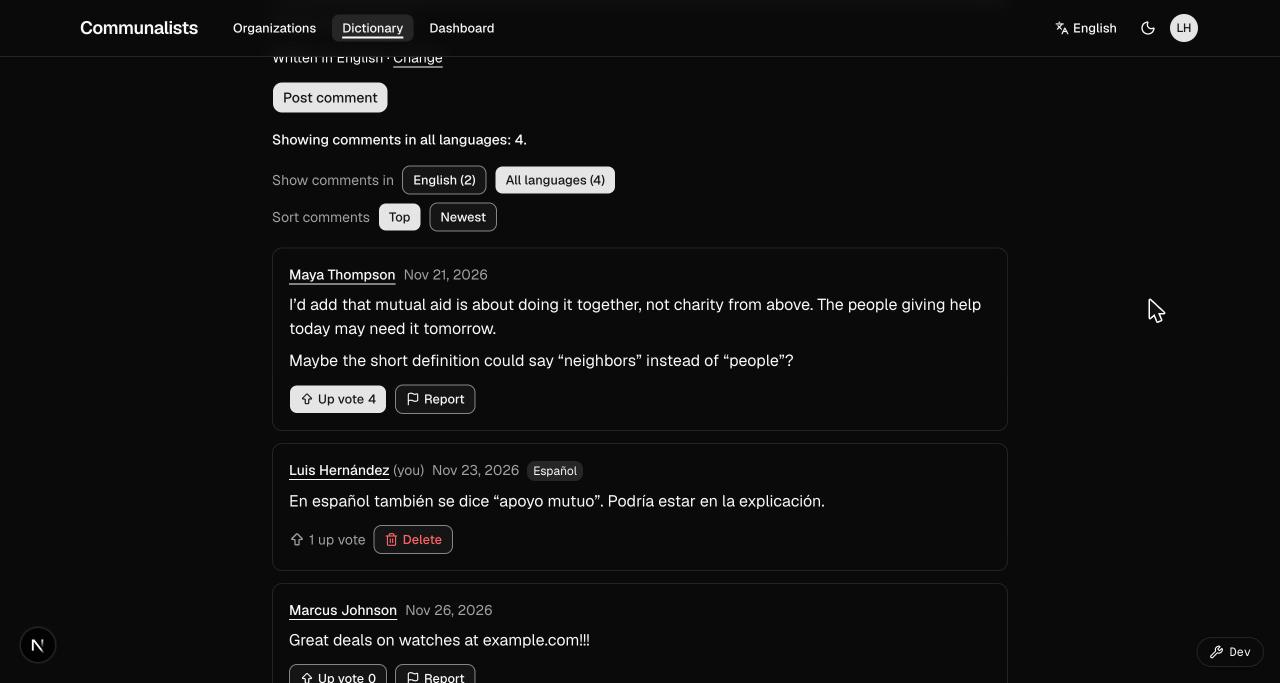 Communalists
Organizations
Dictionary
Dashboard
English
LH
Written in English · Change
Post comment
Showing comments in all languages: 4.
Show comments in
English (2)
All languages (4)
Sort comments
Top
Newest
Maya Thompson Nov 21, 2026
I’d add that mutual aid is about doing it together, not charity from above. The people giving help
today may need it tomorrow.
Maybe the short definition could say “neighbors” instead of “people”?
Up vote 4
Report
Luis Hernández (you) Nov 23, 2026 Español
En español también se dice “apoyo mutuo”. Podría estar en la explicación.
1 up vote
Delete
Marcus Johnson Nov 26, 2026
Great deals on watches at example.com!!!
Up vote 0
Report
N
Dev